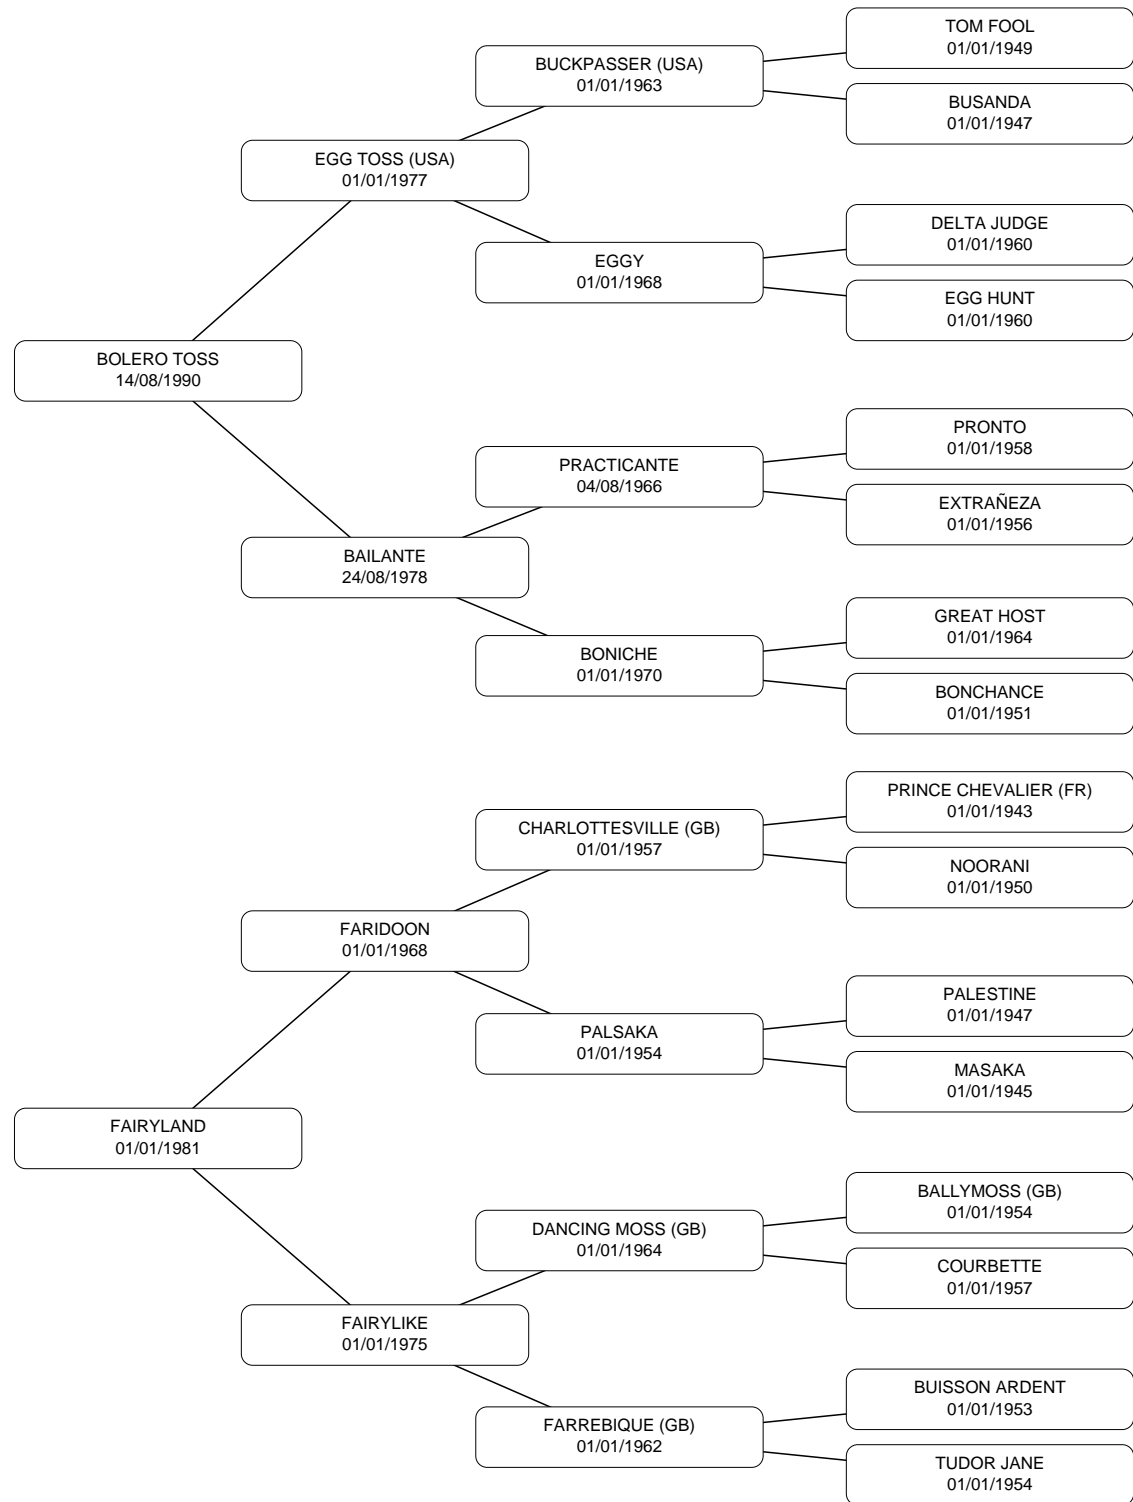 TOM FOOL
01/01/1949
BUCKPASSER (USA)
01/01/1963
BUSANDA
01/01/1947
EGG TOSS (USA)
01/01/1977
DELTA JUDGE
01/01/1960
EGGY
01/01/1968
EGG HUNT
01/01/1960
BOLERO TOSS
14/08/1990
PRONTO
01/01/1958
PRACTICANTE
04/08/1966
EXTRAÑEZA
01/01/1956
BAILANTE
24/08/1978
GREAT HOST
01/01/1964
BONICHE
01/01/1970
BONCHANCE
01/01/1951
PRINCE CHEVALIER (FR)
01/01/1943
CHARLOTTESVILLE (GB)
01/01/1957
NOORANI
01/01/1950
FARIDOON
01/01/1968
PALESTINE
01/01/1947
PALSAKA
01/01/1954
MASAKA
01/01/1945
FAIRYLAND
01/01/1981
BALLYMOSS (GB)
01/01/1954
DANCING MOSS (GB)
01/01/1964
COURBETTE
01/01/1957
FAIRYLIKE
01/01/1975
BUISSON ARDENT
01/01/1953
FARREBIQUE (GB)
01/01/1962
TUDOR JANE
01/01/1954